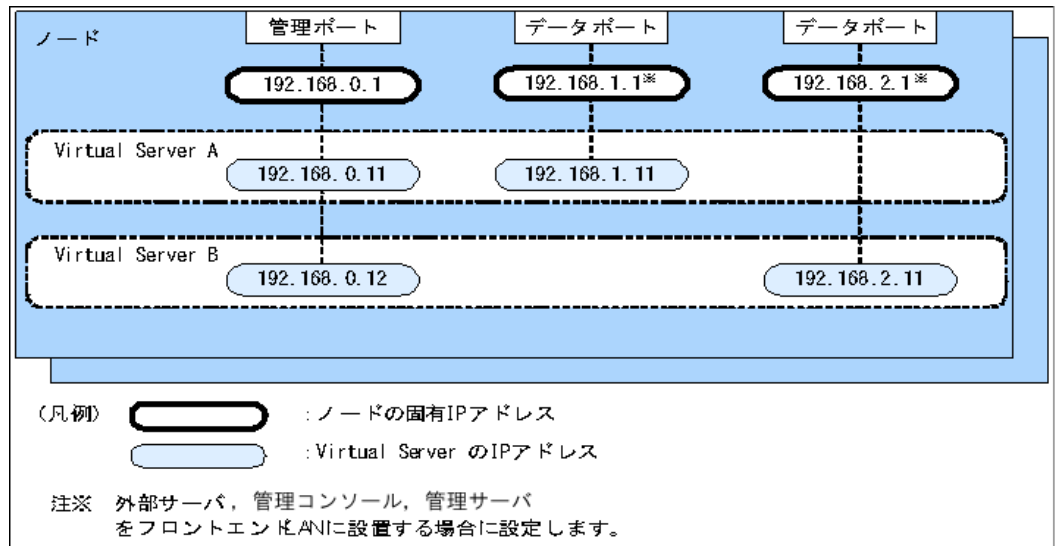 ノード
管理ポート
データポート
データポート
192.168.0.1
192.168.1.1※
192.168.2.1※
Virtual Server A
192.168.0.11
192.168.1.11
Virtual Server B
192.168.0.12
192.168.2.11
(凡例)
:ノードの固有IPアドレス
:Virtual Server のIPアドレス
注※ 外部サーバ,管理コンソール,管理サーバ
をフロントエンドLANに設置する場合に設定します。